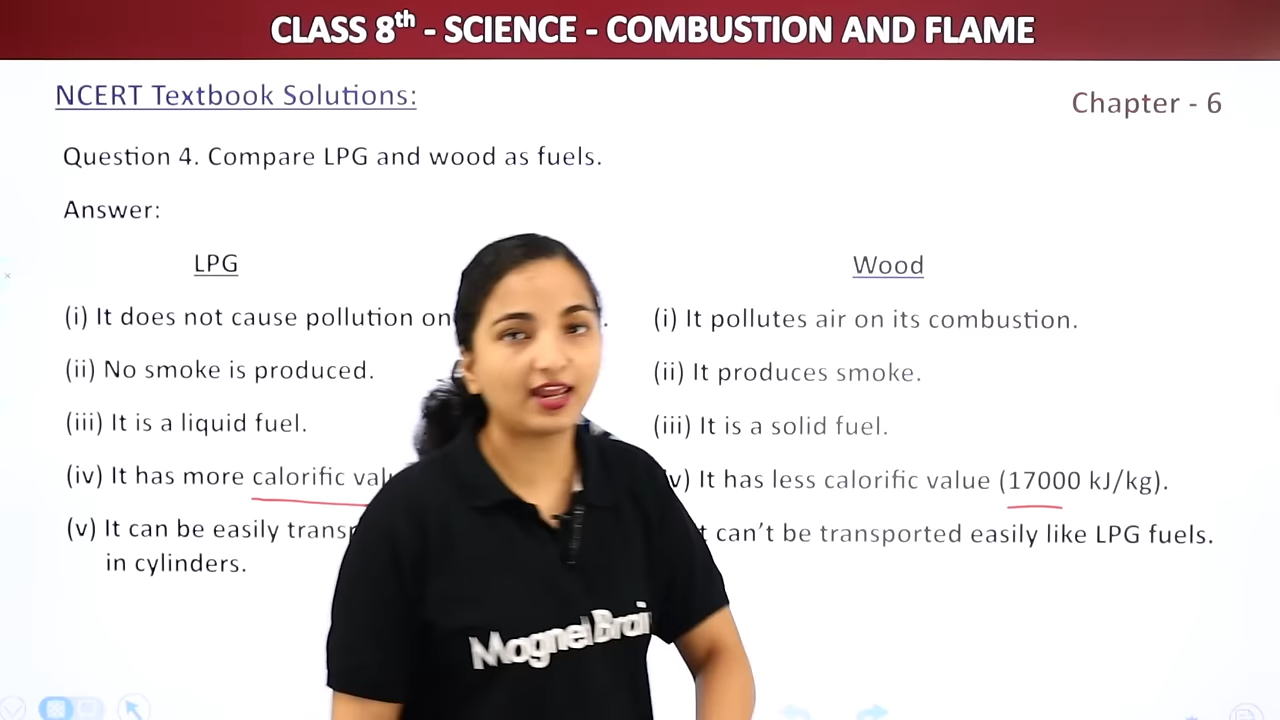 CLASS 8th - SCIENCE - COMBUSTION AND FLAME
NCERT Textbook Solutions:
Chapter - 6
Question 4. Compare LPG and wood as fuels.
Answer:
LPG
(i) It does not cause pollution on
(ii) No smoke is produced.
(iii) It is a liquid fuel.
(iv) It has more calorific
(v) It can be easily
in cylinders.
Wood
(i) It pollutes air on its combustion.
(ii) It produces smoke.
(iii) It is a solid fuel.
It has less calorific value (17000 kJ/kg).
can't be transported easily like LPG fuels.
Magnet Brai